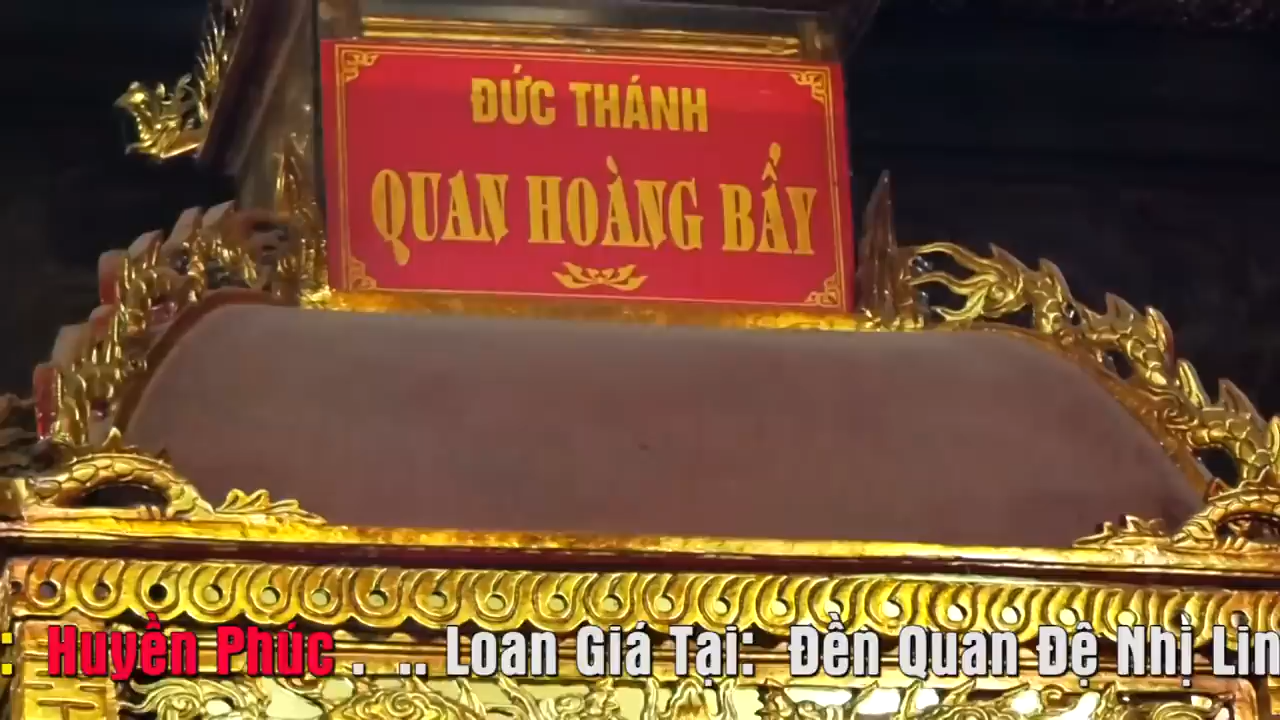 ĐỨC THÁNH
QUAN HOÀNG BẨY
: Huyền Phúc . .. Loan Giá Tại: Đền Quan Đệ Nhị Lin